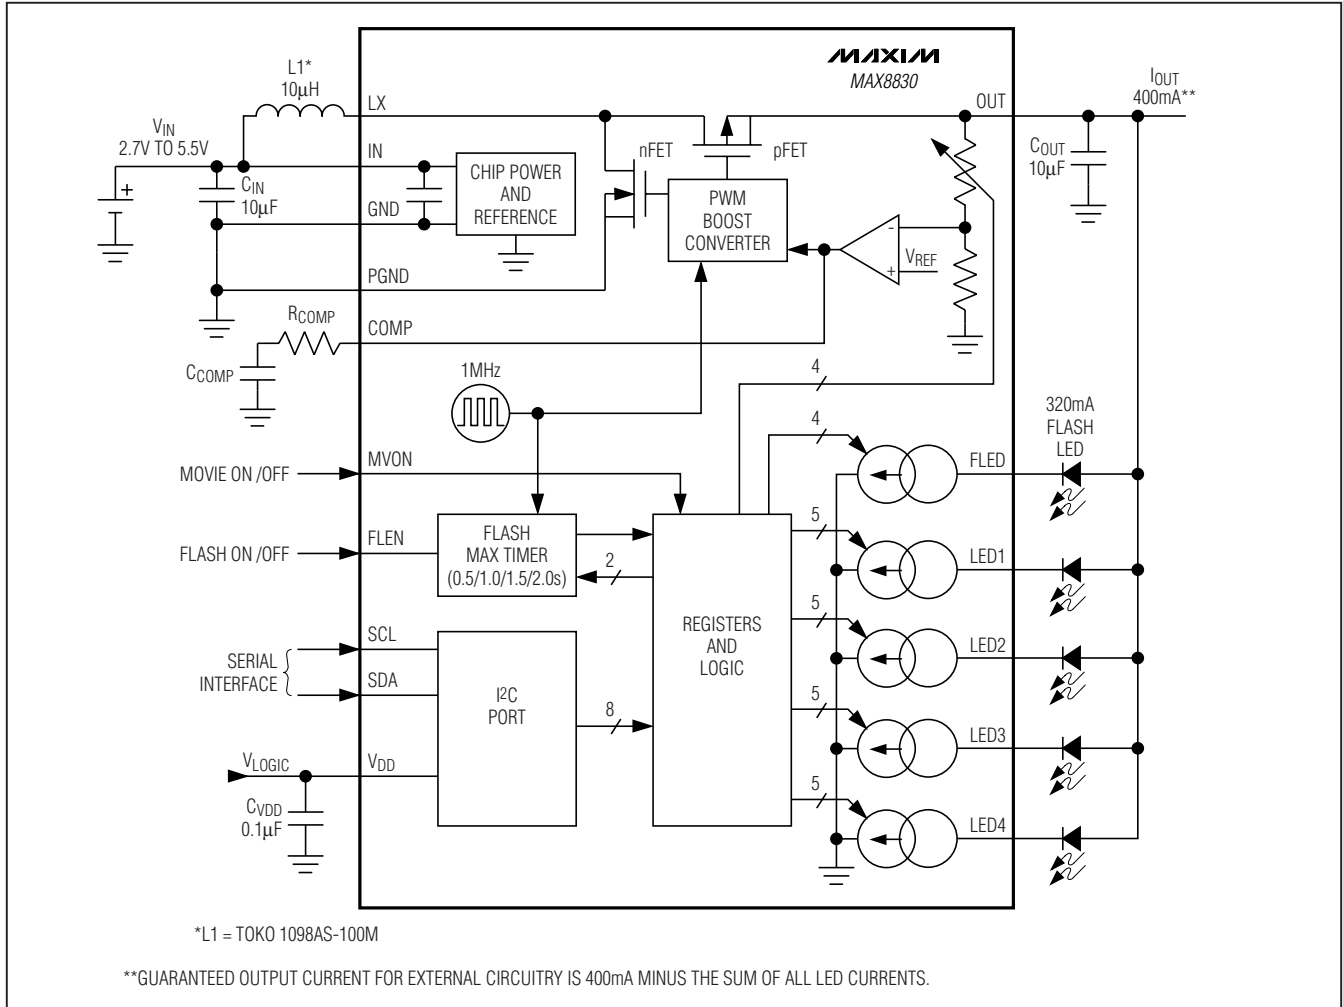 MAXIM
MAX8830
L1*
10µH
LX
OUT
IOUT
400mA**
VIN
2.7V TO 5.5V
IN
CIN
10µF
GND
CHIP POWER
AND
REFERENCE
nFET
pFET
PWM
BOOST
CONVERTER
-
+
VREF
COUT
10µF
PGND
RCOMP
COMP
CCOMP
1MHz
4
4
320mA
FLASH
LED
FLED
MOVIE ON /OFF
MVON
FLASH ON /OFF
FLEN
FLASH
MAX TIMER
(0.5/1.0/1.5/2.0s)
2
5
LED1
REGISTERS
AND
LOGIC
5
LED2
SERIAL
INTERFACE
SCL
SDA
I2C
PORT
8
5
LED3
VLOGIC
VDD
CVDD
0.1µF
5
LED4
+
*L1 = TOKO 1098AS-100M
**GUARANTEED OUTPUT CURRENT FOR EXTERNAL CIRCUITRY IS 400mA MINUS THE SUM OF ALL LED CURRENTS.